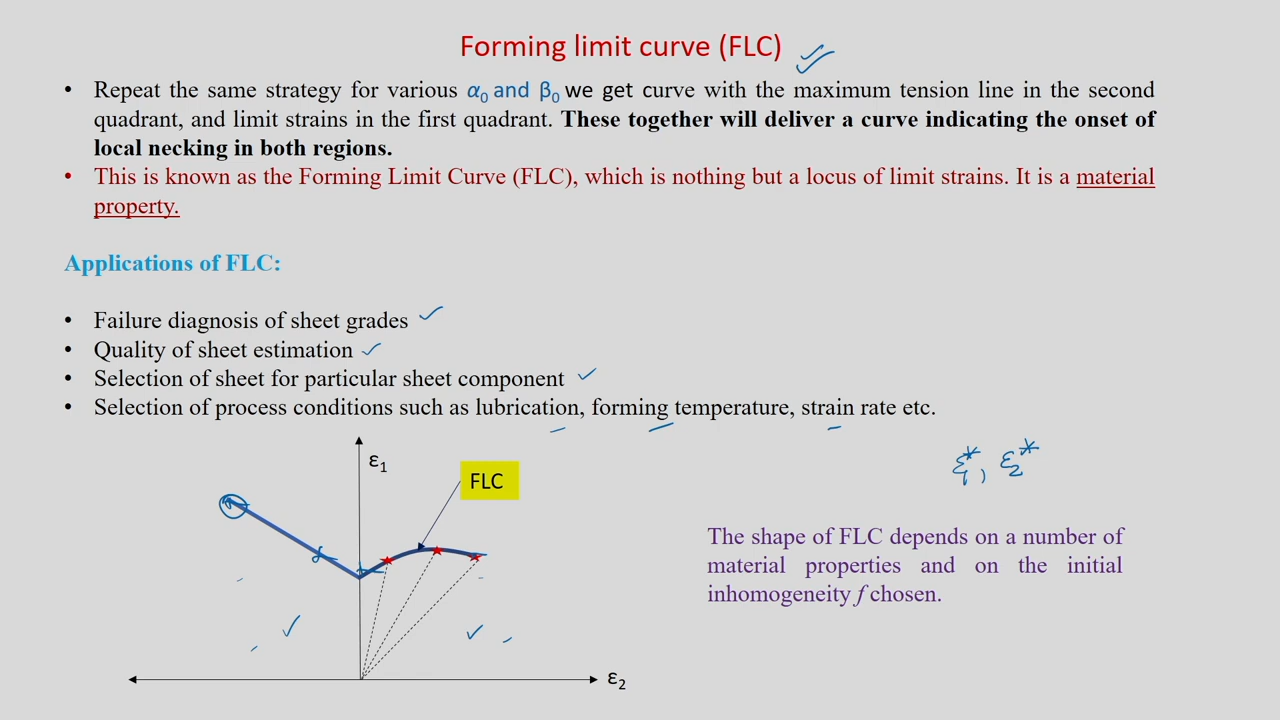 Forming limit curve (FLC)
• Repeat the same strategy for various α₀ and β₀ we get curve with the maximum tension line in the second
quadrant, and limit strains in the first quadrant. These together will deliver a curve indicating the onset of
local necking in both regions.
• This is known as the Forming Limit Curve (FLC), which is nothing but a locus of limit strains. It is a material
property.
Applications of FLC:
• Failure diagnosis of sheet grades
• Quality of sheet estimation
• Selection of sheet for particular sheet component
• Selection of process conditions such as lubrication, forming temperature, strain rate etc.
ε₁
FLC
ε₁*, ε₂*
The shape of FLC depends on a number of
material properties and on the initial
inhomogeneity f chosen.
ε₂